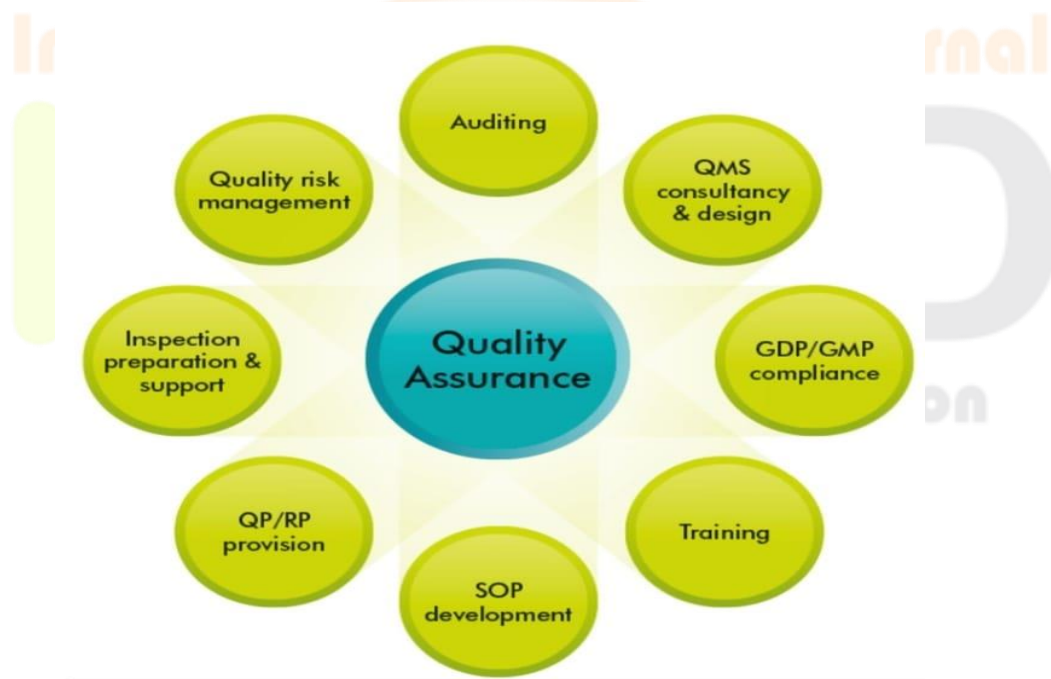 Auditing
QMS
consultancy
& design
GDP/GMP
compliance
Training
SOP
development
QP/RP
provision
Inspection
preparation &
support
Quality risk
management
Quality
Assurance